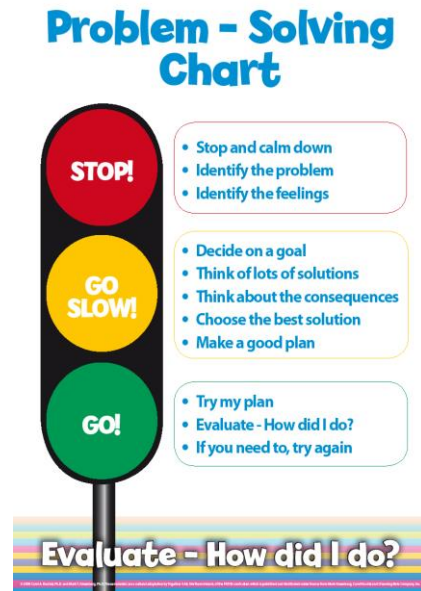 Problem - Solving
Chart
STOP!
• Stop and calm down
• Identify the problem
• Identify the feelings
GO
SLOW!
• Decide on a goal
• Think of lots of solutions
• Think about the consequences
• Choose the best solution
• Make a good plan
GO!
• Try my plan
• Evaluate - How did I do?
• If you need to, try again
Evaluate - How did I do?